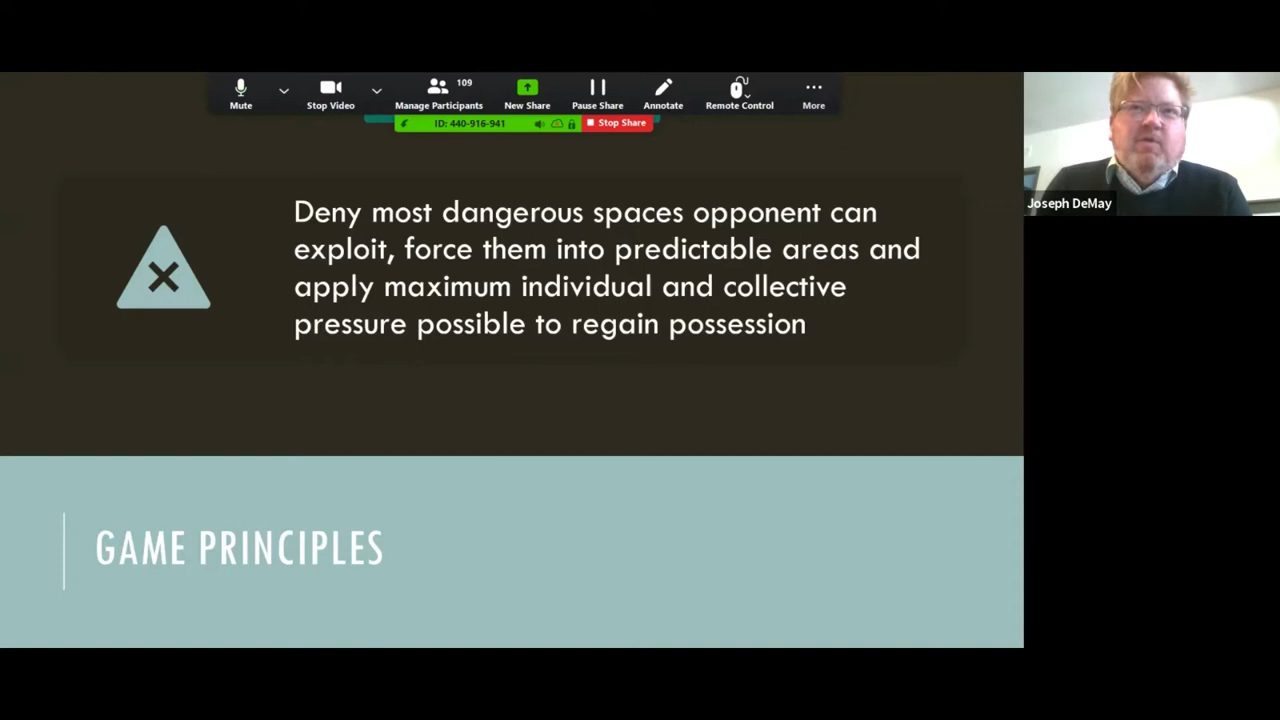 109
Mute
Stop Video
Manage Participants
New Share
Pause Share
Annotate
Remote Control
More
ID: 440-916-941
Stop Share
Joseph DeMay
Deny most dangerous spaces opponent can
exploit, force them into predictable areas and
apply maximum individual and collective
pressure possible to regain possession
GAME PRINCIPLES